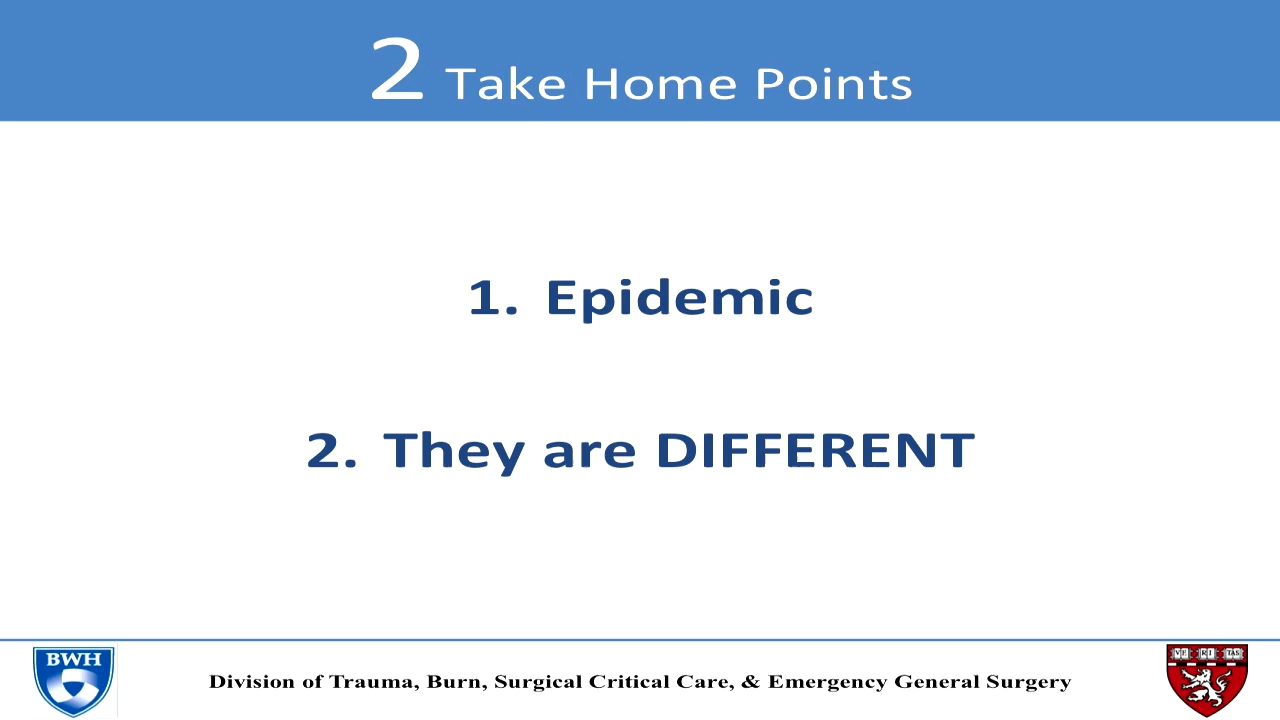 2 Take Home Points
1. Epidemic
2. They are DIFFERENT
BWH
VE RI TAS
Division of Trauma, Burn, Surgical Critical Care, & Emergency General Surgery